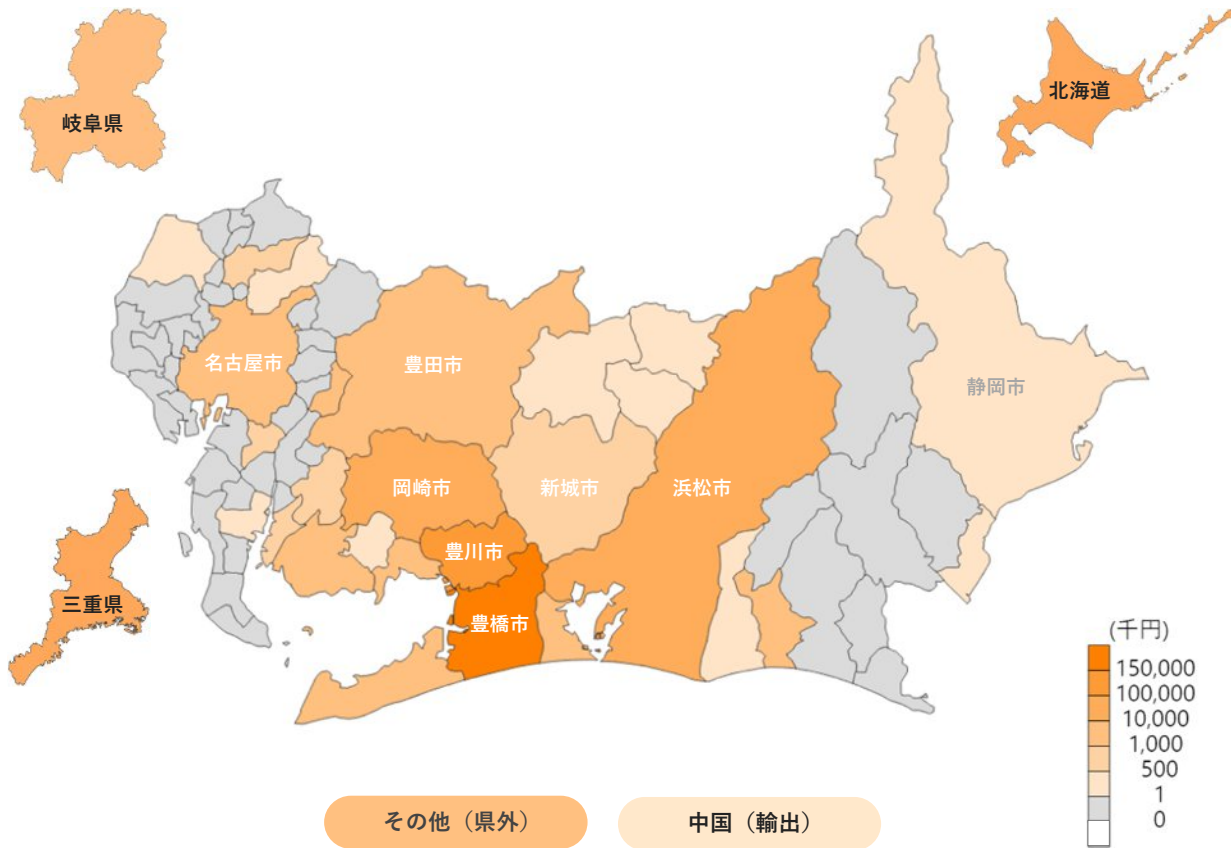 岐阜県
北海道
名古屋市
豊田市
静岡市
岡崎市
新城市
浜松市
豊川市
三重県
豊橋市
(千円)
150,000
100,000
10,000
1,000
500
1
0
その他（県外）
中国（輸出）